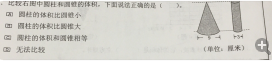 比较右图中圆柱和圆锥的体积。下面说法正确的是（ ）。
圆柱的体积比圆锥小
圆柱的体积比圆锥大
圆柱的体积和圆锥相等
无法比较
（单位：厘米）